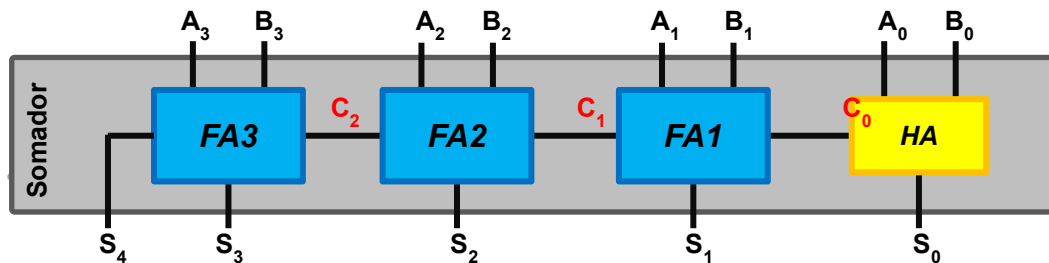 A3 B3 A2 B2 A1 B1 A0 B0
Somador
C2 C1 C0
FA3 FA2 FA1 HA
S4 S3 S2 S1 S0